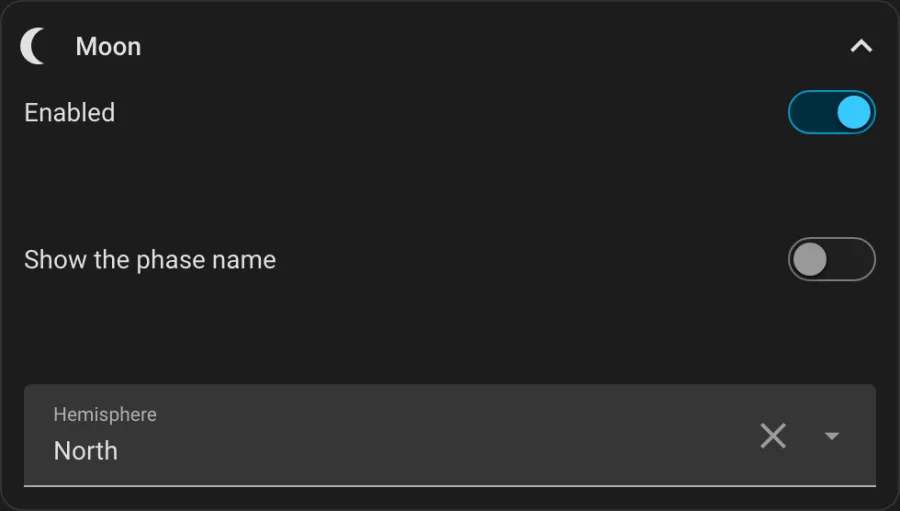 Moon
Enabled
Show the phase name
Hemisphere
North